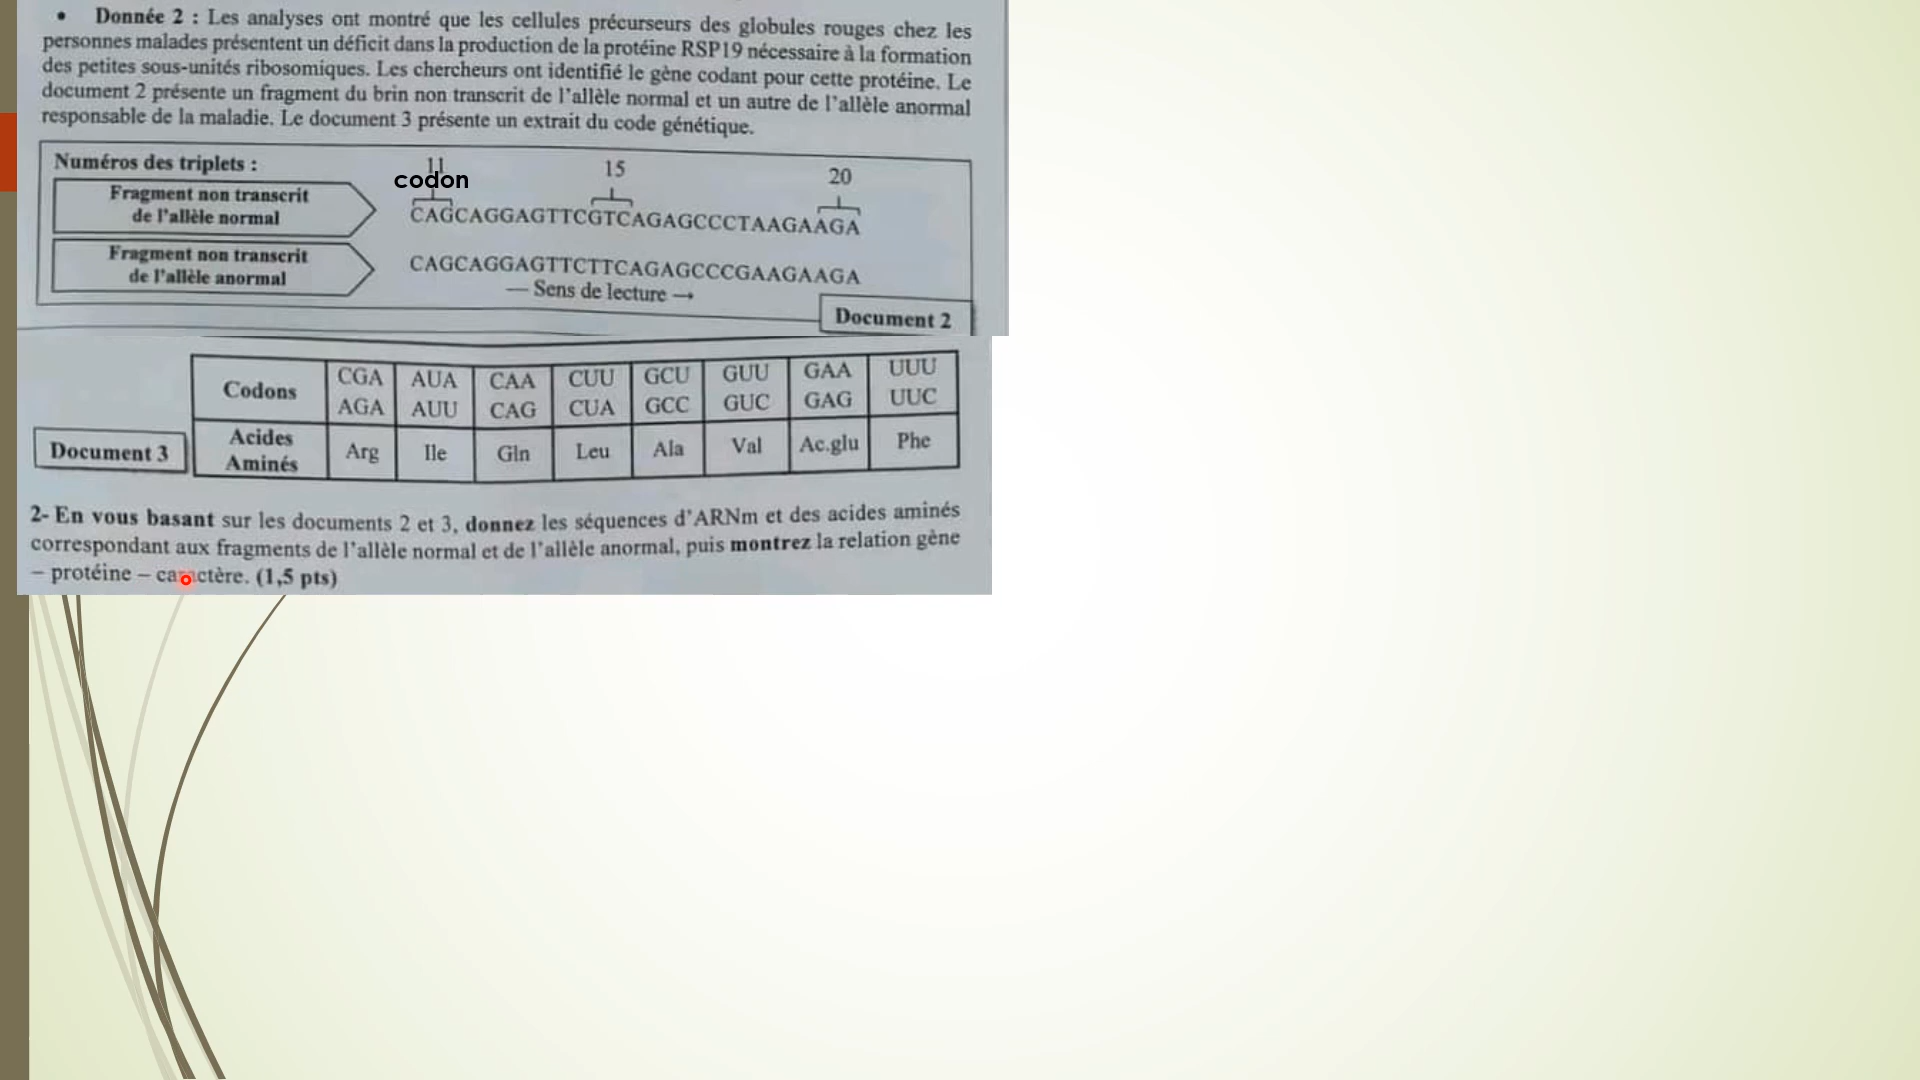 • Donnée 2 : Les analyses ont montré que les cellules précurseurs des globules rouges chez les
personnes malades présentent un déficit dans la production de la protéine RSP19 nécessaire à la formation
des petites sous-unités ribosomiques. Les chercheurs ont identifié le gène codant pour cette protéine. Le
document 2 présente un fragment du brin non transcrit de l'allèle normal et un autre de l'allèle anormal
responsable de la maladie. Le document 3 présente un extrait du code génétique.
Numéros des triplets : 11 15 20
codon
Fragment non transcrit
de l'allèle normal
CAGCAGGAGTTCGTCAGAGCCCTAAGAAGA
Fragment non transcrit
de l'allèle anormal
CAGCAGGAGTTCTTCAGAGCCCGAAGAAGA
— Sens de lecture →
Document 2
Codons CGA AUA CAA CUU GCU GUU GAA UUU
AGA AUU CAG CUA GCC GUC GAG UUC
Acides Aminés Arg Ile Gln Leu Ala Val Ac.glu Phe
Document 3
2- En vous basant sur les documents 2 et 3, donnez les séquences d'ARNm et des acides aminés
correspondant aux fragments de l'allèle normal et de l'allèle anormal, puis montrez la relation gène
– protéine – caractère. (1,5 pts)